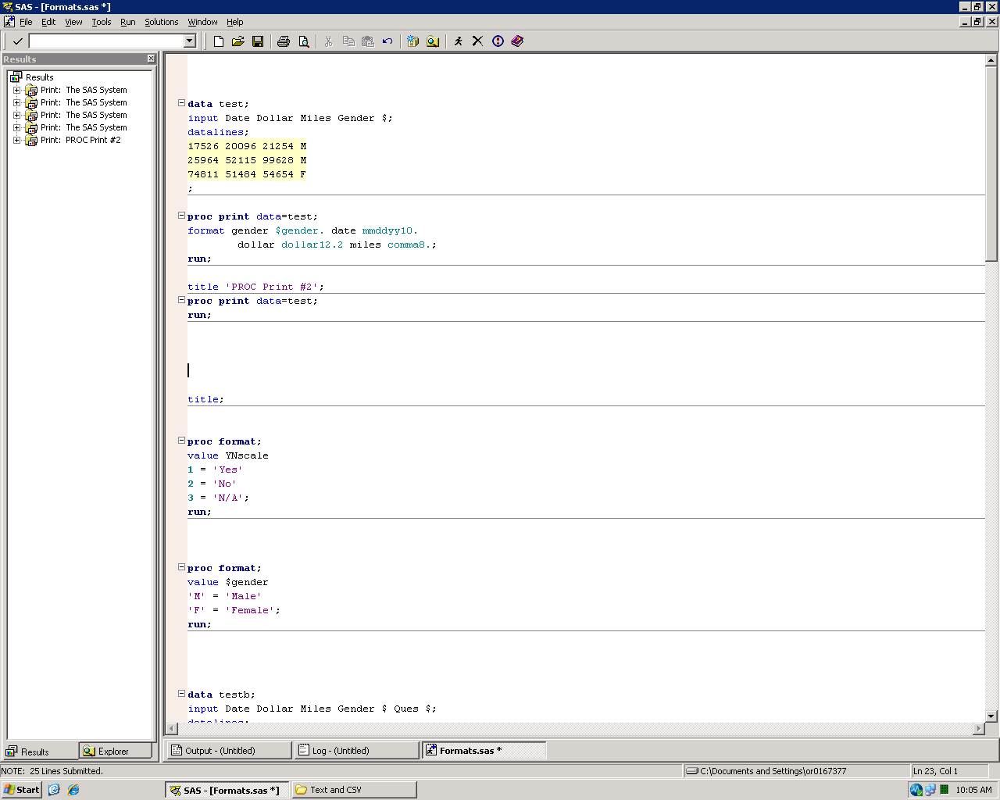 SAS - [Formats.sas *]
File Edit View Tools Run Solutions Window Help
Results
Results
Print: The SAS System
Print: The SAS System
Print: The SAS System
Print: The SAS System
Print: PROC Print #2
data test;
input Date Dollar Miles Gender $;
datalines;
17526 20096 21254 M
25964 52115 99628 M
74811 51484 54654 F
;
proc print data=test;
format gender $gender. date mmddyy10.
dollar dollar12.2 miles comma8.;
run;
title 'PROC Print #2';
proc print data=test;
run;
title;
proc format;
value YNscale
1 = 'Yes'
2 = 'No'
3 = 'N/A';
run;
proc format;
value $gender
'M' = 'Male'
'F' = 'Female';
run;
data testb;
input Date Dollar Miles Gender $ Ques $;
datalines;
Results Explorer
Output - (Untitled) Log - (Untitled) Formats.sas *
NOTE: 25 Lines Submitted. C:\Documents and Settings\or0167377 Ln 23, Col 1
Start SAS - [Formats.sas *] Text and CSV 10:05 AM